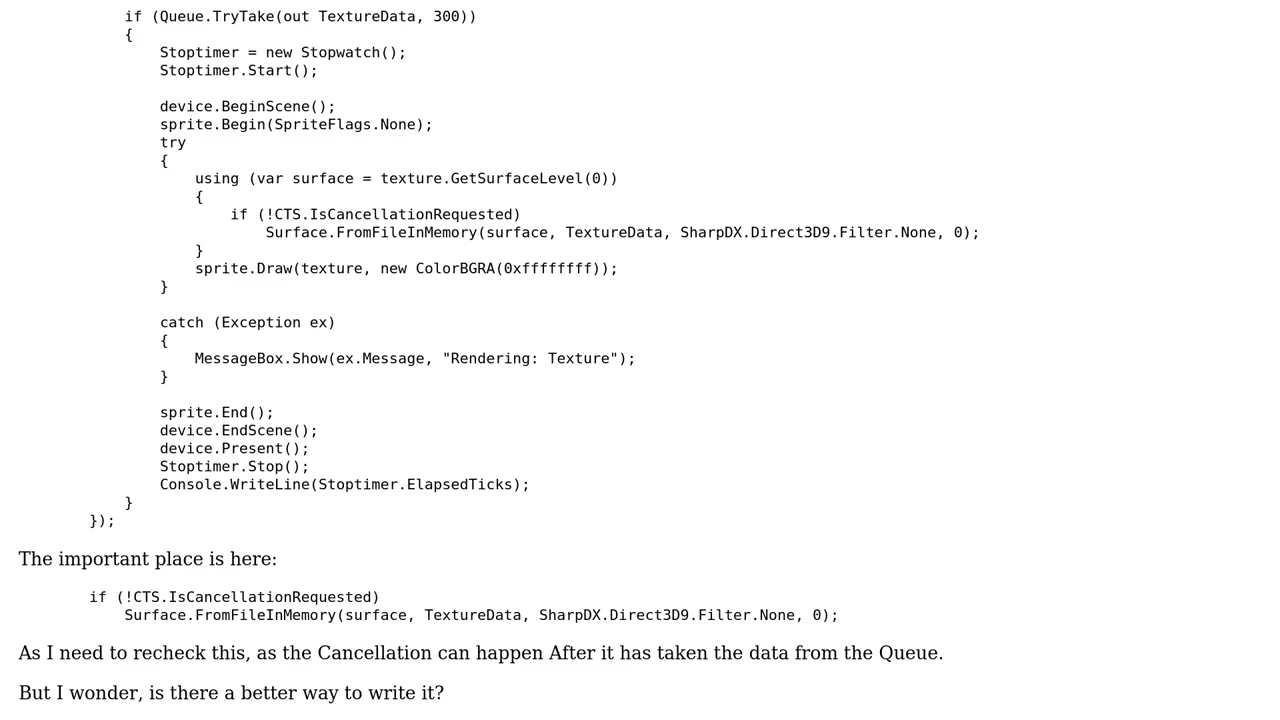 if (Queue.TryTake(out TextureData, 300))
{
Stoptimer = new Stopwatch();
Stoptimer.Start();
device.BeginScene();
sprite.Begin(SpriteFlags.None);
try
{
using (var surface = texture.GetSurfaceLevel(0))
{
if (!CTS.IsCancellationRequested)
Surface.FromFileInMemory(surface, TextureData, SharpDX.Direct3D9.Filter.None, 0);
}
sprite.Draw(texture, new ColorBGRA(0xffffffff));
}
catch (Exception ex)
{
MessageBox.Show(ex.Message, "Rendering: Texture");
}
sprite.End();
device.EndScene();
device.Present();
Stoptimer.Stop();
Console.WriteLine(Stoptimer.ElapsedTicks);
}
});
The important place is here:
if (!CTS.IsCancellationRequested)
Surface.FromFileInMemory(surface, TextureData, SharpDX.Direct3D9.Filter.None, 0);
As I need to recheck this, as the Cancellation can happen After it has taken the data from the Queue.
But I wonder, is there a better way to write it?